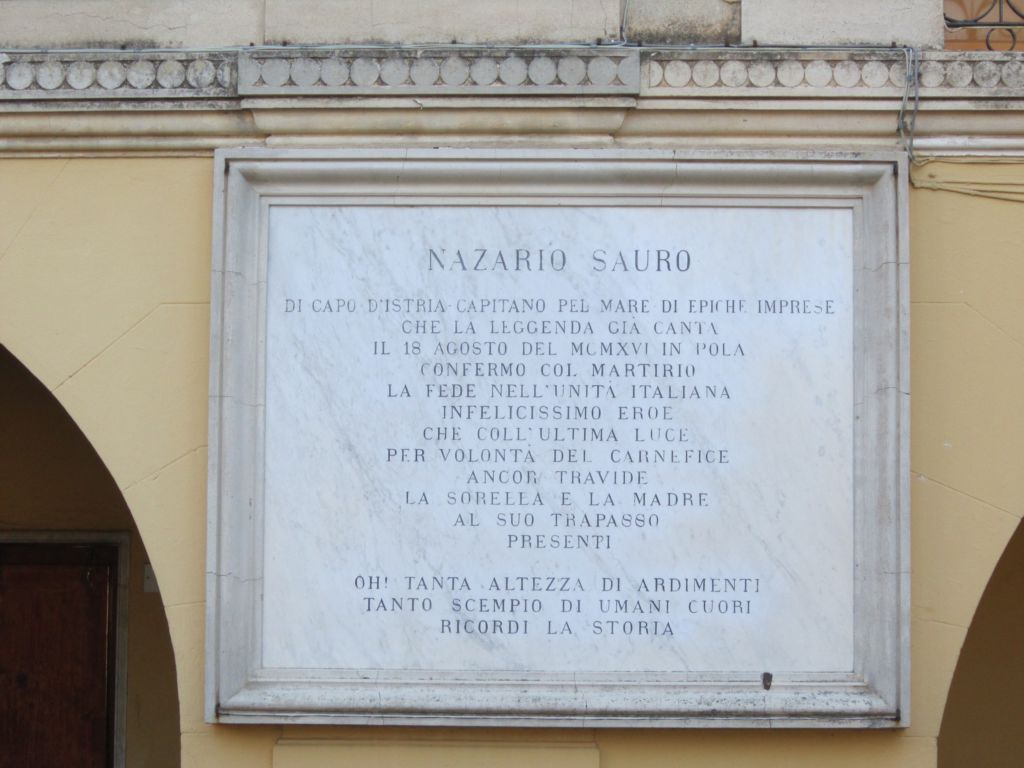 NAZARIO SAURO
DI CAPO D'ISTRIA CAPITANO PEL MARE DI EPICHE IMPRESE
CHE LA LEGGENDA GIÀ CANTA
IL 18 AGOSTO DEL MCMXVI IN POLA
CONFERMO COL MARTIRIO
LA FEDE NELL'UNITÀ ITALIANA
INFELICISSIMO EROE
CHE COLL'ULTIMA LUCE
PER VOLONTÀ DEL CARNEFICE
ANCOR TRAVIDE
LA SORELLA E LA MADRE
AL SUO TRAPASSO
PRESENTI
OH! TANTA ALTEZZA DI ARDIMENTI
TANTO SCEMPIO DI UMANI CUORI
RICORDI LA STORIA